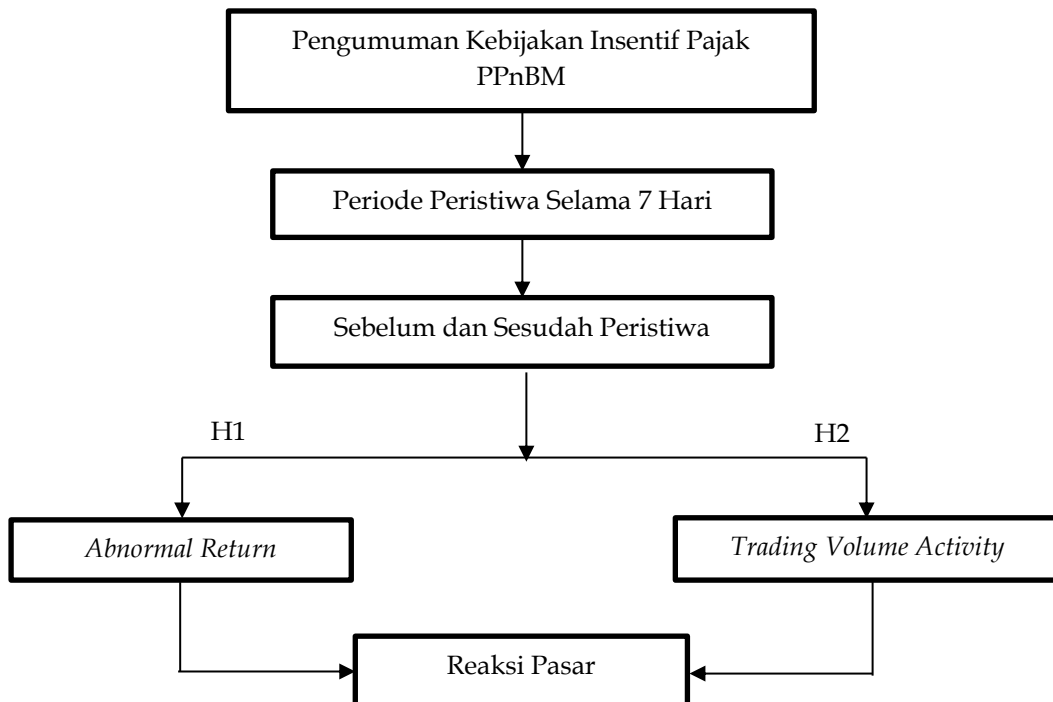 Pengumuman Kebijakan Insentif Pajak
PPnBM
Periode Peristiwa Selama 7 Hari
Sebelum dan Sesudah Peristiwa
H1
H2
Abnormal Return
Trading Volume Activity
Reaksi Pasar